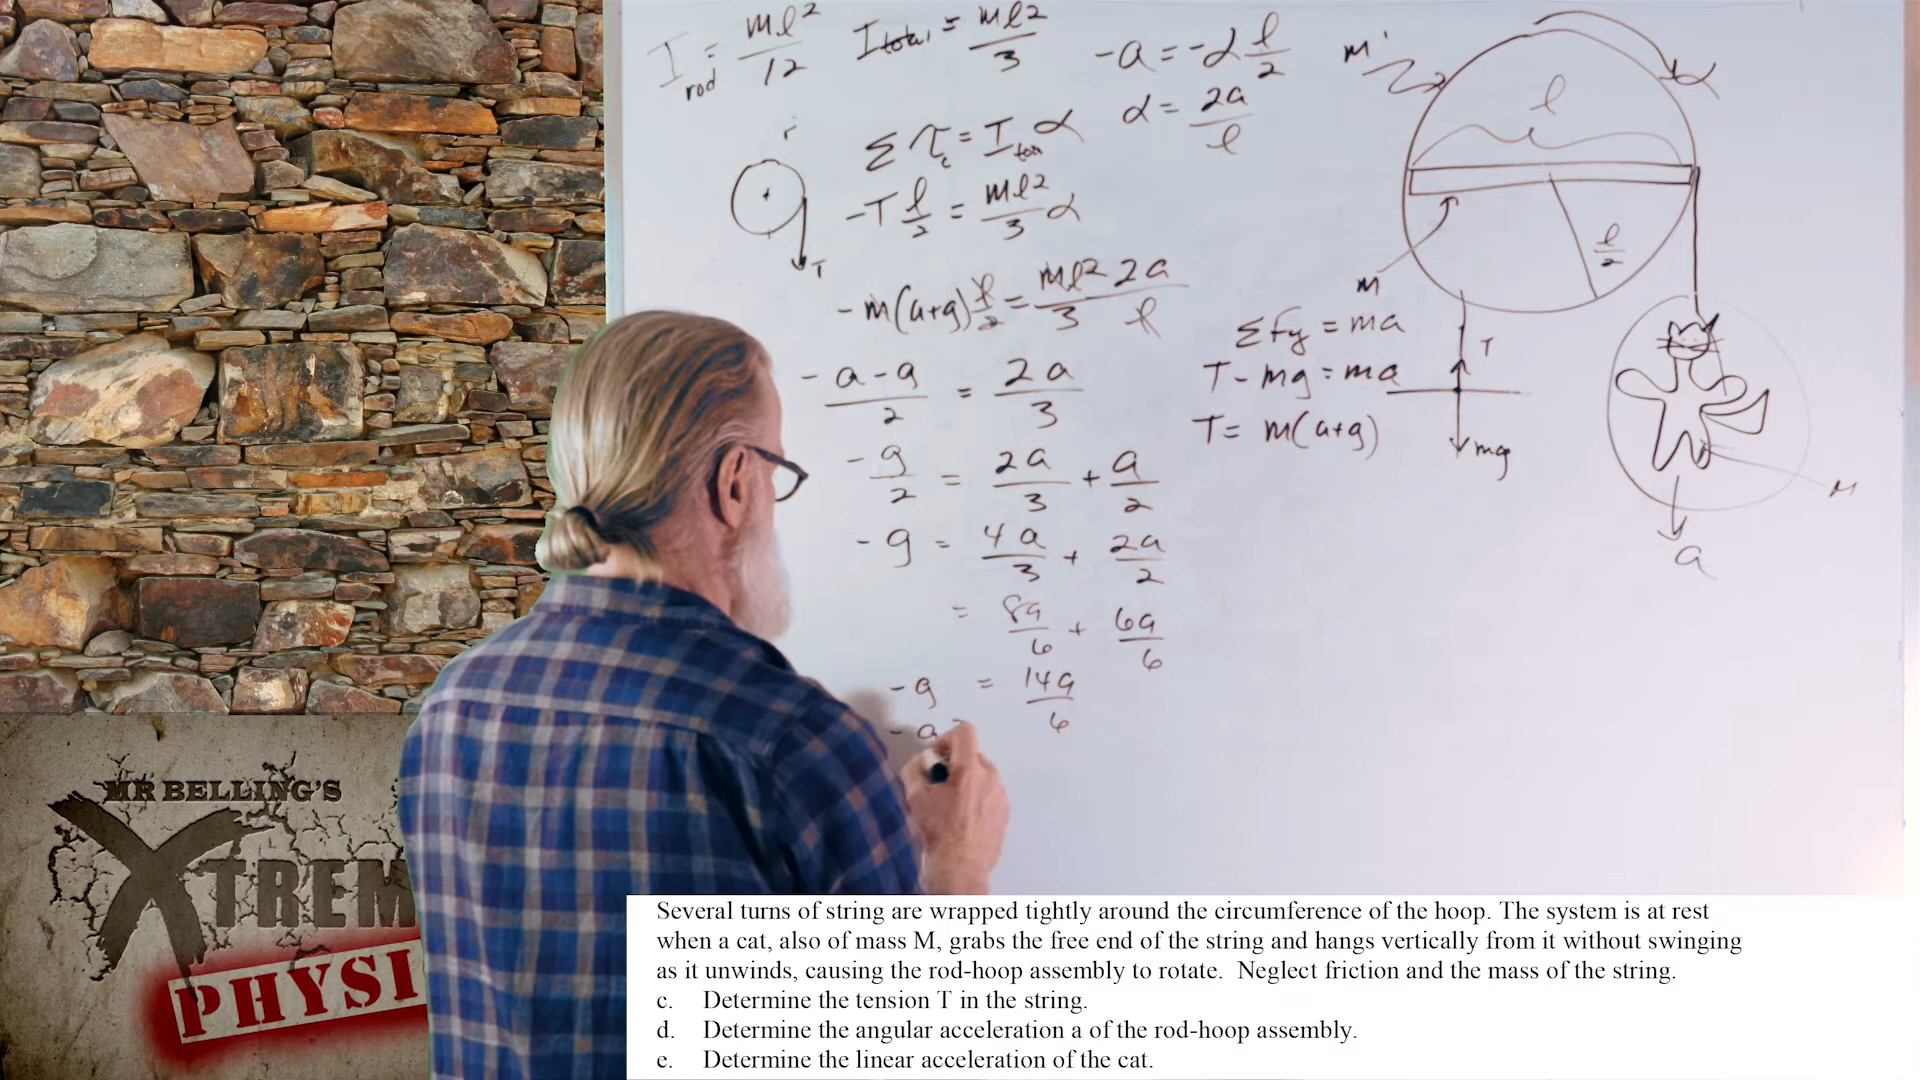 I rod = mℓ²/12
I total = mℓ²/3
-a = -α ℓ/2
α = 2a/ℓ
Σ τc = I tot α
-T ℓ/2 = mℓ²/3 α
-m(a+g) ℓ/2 = mℓ²/3 2a/ℓ
-a-g/2 = 2a/3
-g/2 = 2a/3 + a/2
-g = 4a/3 + 2a/2
= 8a/6 + 6a/6
-g = 14a/6
r
T
ΣFy = ma
T - mg = ma
T = m(a+g)
T
mg
M
α
ℓ
ℓ/2
m
M
a
MR BELLING'S
XTREM
PHYSI
Several turns of string are wrapped tightly around the circumference of the hoop. The system is at rest
when a cat, also of mass M, grabs the free end of the string and hangs vertically from it without swinging
as it unwinds, causing the rod-hoop assembly to rotate. Neglect friction and the mass of the string.
c. Determine the tension T in the string.
d. Determine the angular acceleration a of the rod-hoop assembly.
e. Determine the linear acceleration of the cat.